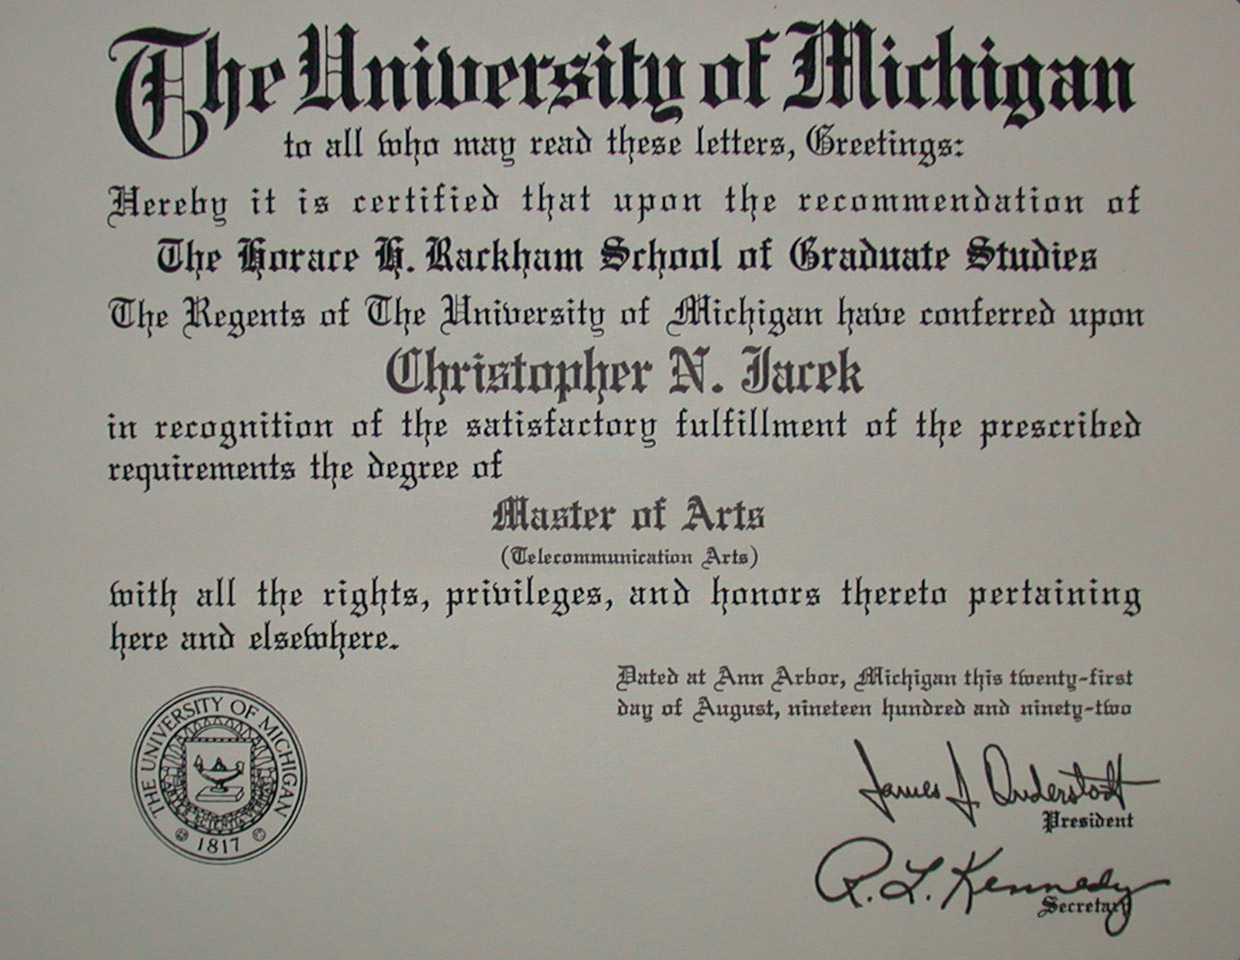 The University of Michigan
to all who may read these letters, Greetings:
Hereby it is certified that upon the recommendation of
The Horace H. Rackham School of Graduate Studies
The Regents of The University of Michigan have conferred upon
Christopher N. Jacek
in recognition of the satisfactory fulfillment of the prescribed
requirements the degree of
Master of Arts
(Telecommunication Arts)
with all the rights, privileges, and honors thereto pertaining
here and elsewhere.
Dated at Ann Arbor, Michigan this twenty-first
day of August, nineteen hundred and ninety-two
THE UNIVERSITY OF MICHIGAN
1817
James J. Duderstadt
President
R. L. Kennedy
Secretary